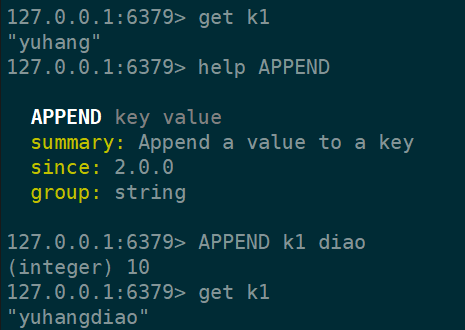 127.0.0.1:6379> get k1
"yuhang"
127.0.0.1:6379> help APPEND
APPEND key value
summary: Append a value to a key
since: 2.0.0
group: string
127.0.0.1:6379> APPEND k1 diao
(integer) 10
127.0.0.1:6379> get k1
"yuhangdiao"